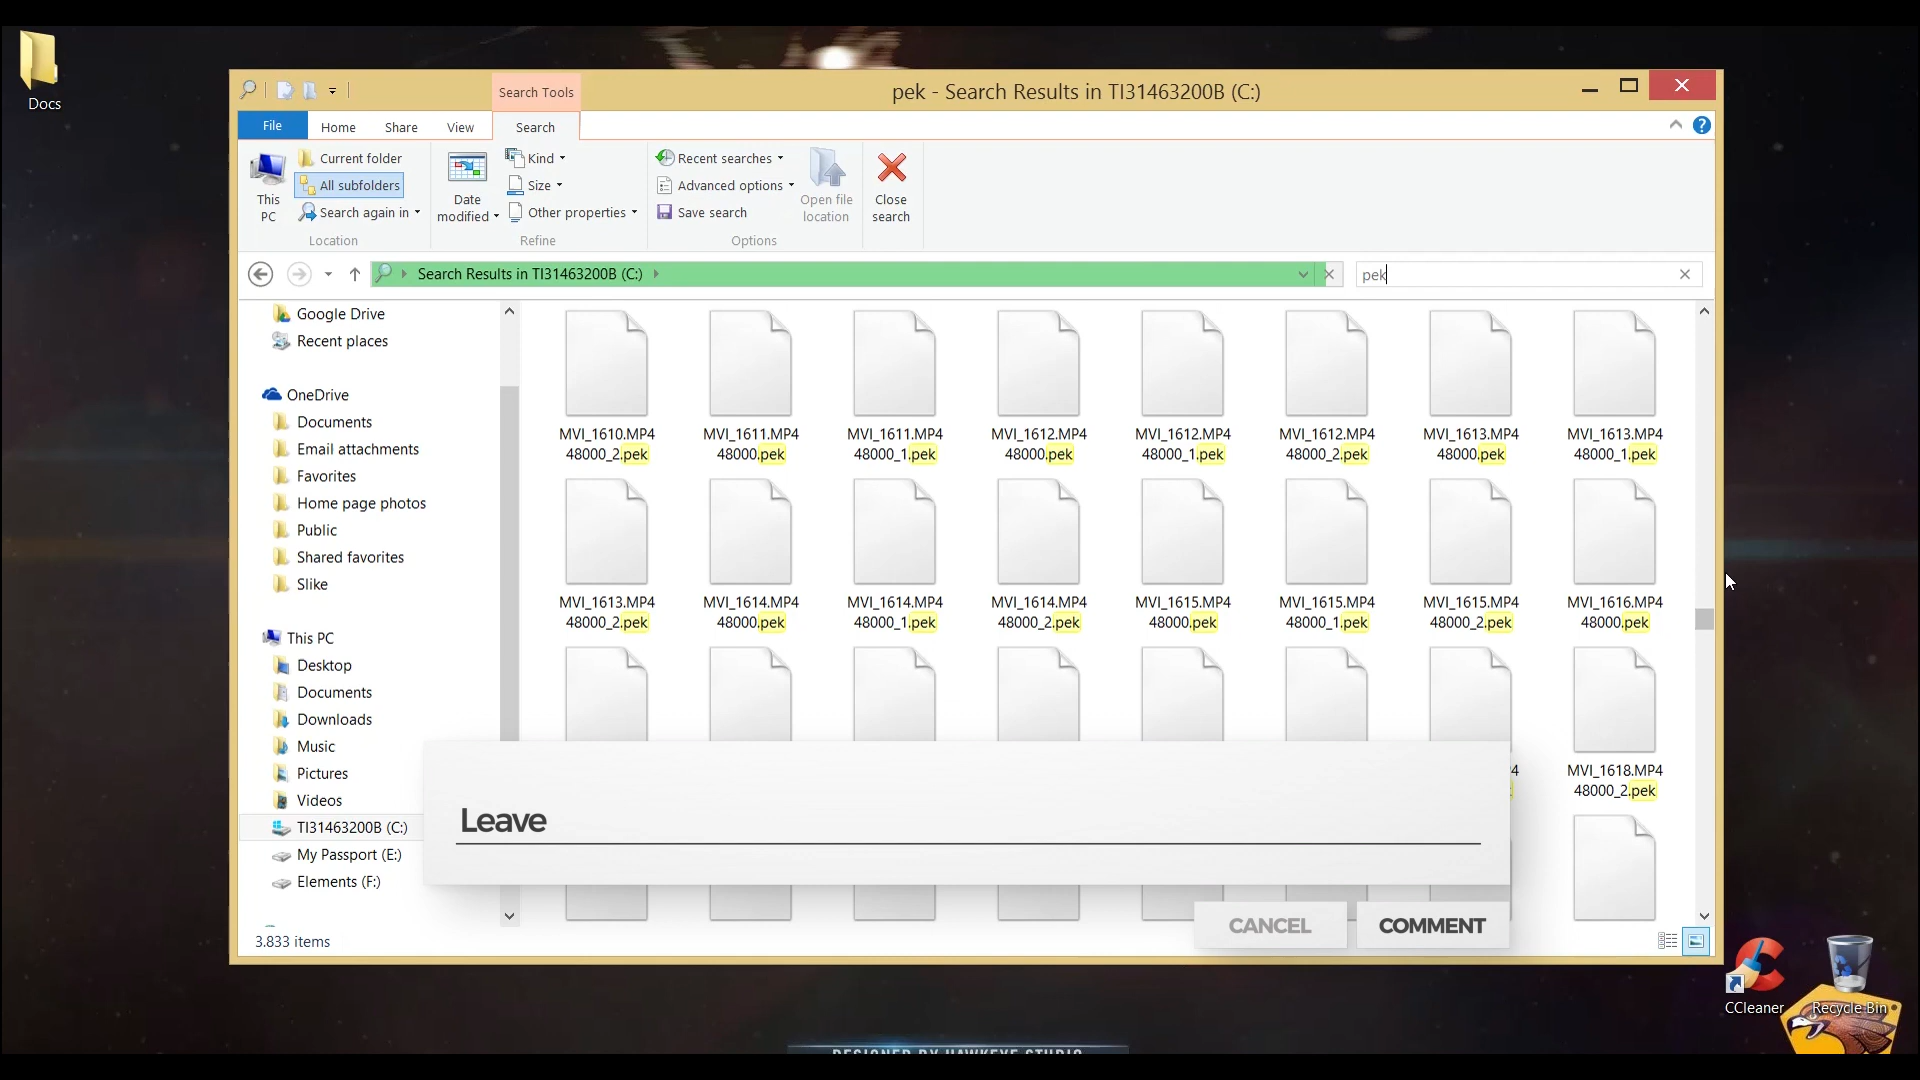 Docs
Search Tools
pek - Search Results in TI31463200B (C:)
File
Home
Share
View
Search
This PC
Current folder
All subfolders
Search again in
Location
Date modified
Kind
Size
Other properties
Refine
Recent searches
Advanced options
Save search
Options
Open file location
Close search
Search Results in TI31463200B (C:)
pek
Google Drive
Recent places
OneDrive
Documents
Email attachments
Favorites
Home page photos
Public
Shared favorites
Slike
This PC
Desktop
Documents
Downloads
Music
Pictures
Videos
TI31463200B (C:)
My Passport (E:)
Elements (F:)
MVI_1610.MP4 48000_2.pek
MVI_1611.MP4 48000.pek
MVI_1611.MP4 48000_1.pek
MVI_1612.MP4 48000.pek
MVI_1612.MP4 48000_1.pek
MVI_1612.MP4 48000_2.pek
MVI_1613.MP4 48000.pek
MVI_1613.MP4 48000_1.pek
MVI_1613.MP4 48000_2.pek
MVI_1614.MP4 48000.pek
MVI_1614.MP4 48000_1.pek
MVI_1614.MP4 48000_2.pek
MVI_1615.MP4 48000.pek
MVI_1615.MP4 48000_1.pek
MVI_1615.MP4 48000_2.pek
MVI_1616.MP4 48000.pek
MVI_1618.MP4 48000_2.pek
Leave
CANCEL
COMMENT
3.833 items
CCleaner
Recycle Bin
DESIGNED BY HAWKEYE STUDIO